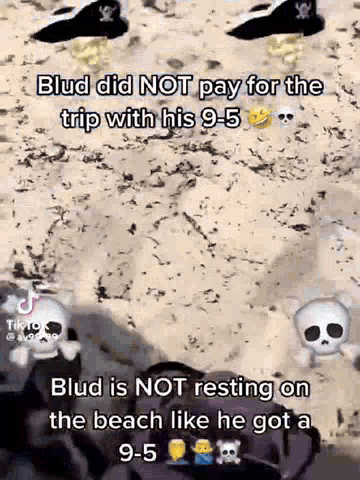 Blud did NOT pay for the
trip with his 9-5 🤣💀
TikTok
Blud is NOT resting on
the beach like he got a
9-5 🤦‍♂️🙅‍♂️☠️